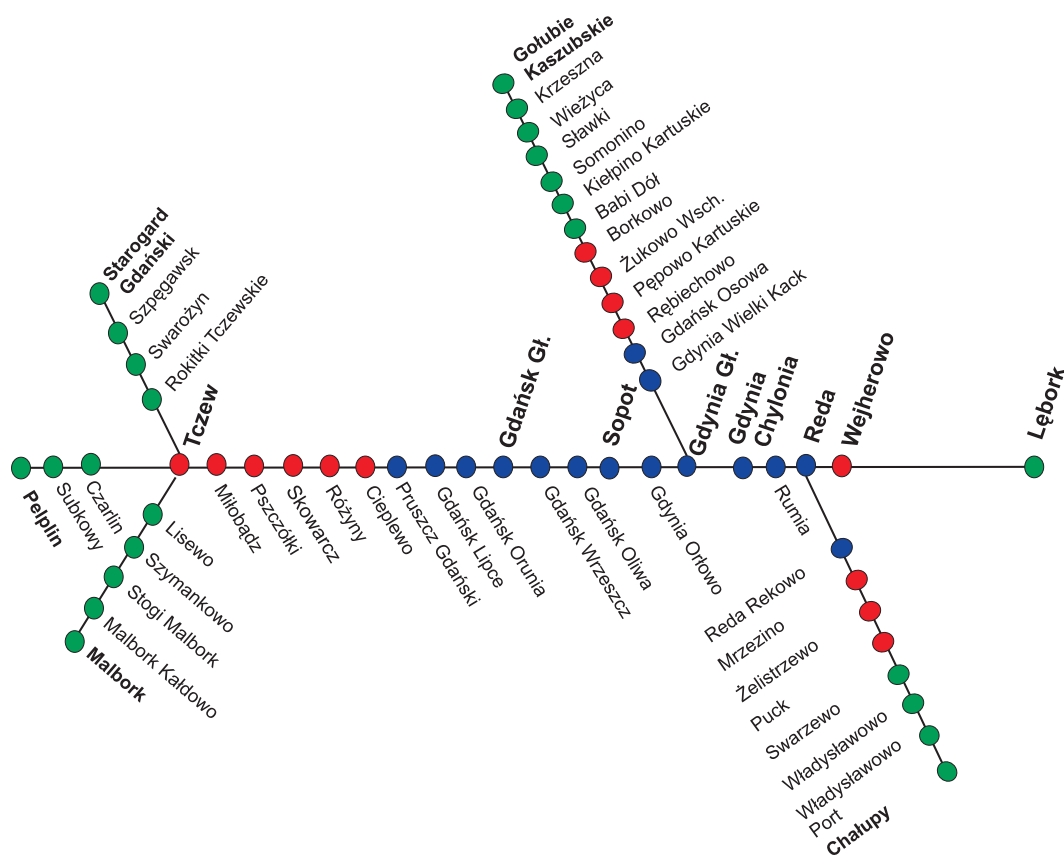 Gołubie
Kaszubskie
Krzeszna
Wieżyca
Sławki
Somonino
Kiełpino Kartuskie
Babi Dół
Borkowo
Żukowo Wsch.
Pępowo Kartuskie
Rębiechowo
Gdańsk Osowa
Gdynia Wielki Kack
Starogard
Gdański
Szpęgawsk
Swarożyn
Rokitki Tczewskie
Tczew
Gdańsk Gł.
Sopot
Gdynia Gł.
Gdynia
Chylonia
Reda
Wejherowo
Lębork
Pelplin
Subkowy
Czarlin
Miłobądz
Pszczółki
Skowarcz
Różyny
Cieplewo
Pruszcz Gdański
Gdańsk Lipce
Gdańsk Orunia
Gdańsk Wrzeszcz
Gdańsk Oliwa
Gdynia Orłowo
Rumia
Lisewo
Szymankowo
Stogi Malbork
Malbork Kałdowo
Malbork
Reda Rekowo
Mrzezino
Żelistrzewo
Puck
Swarzewo
Władysławowo
Władysławowo
Port
Chałupy